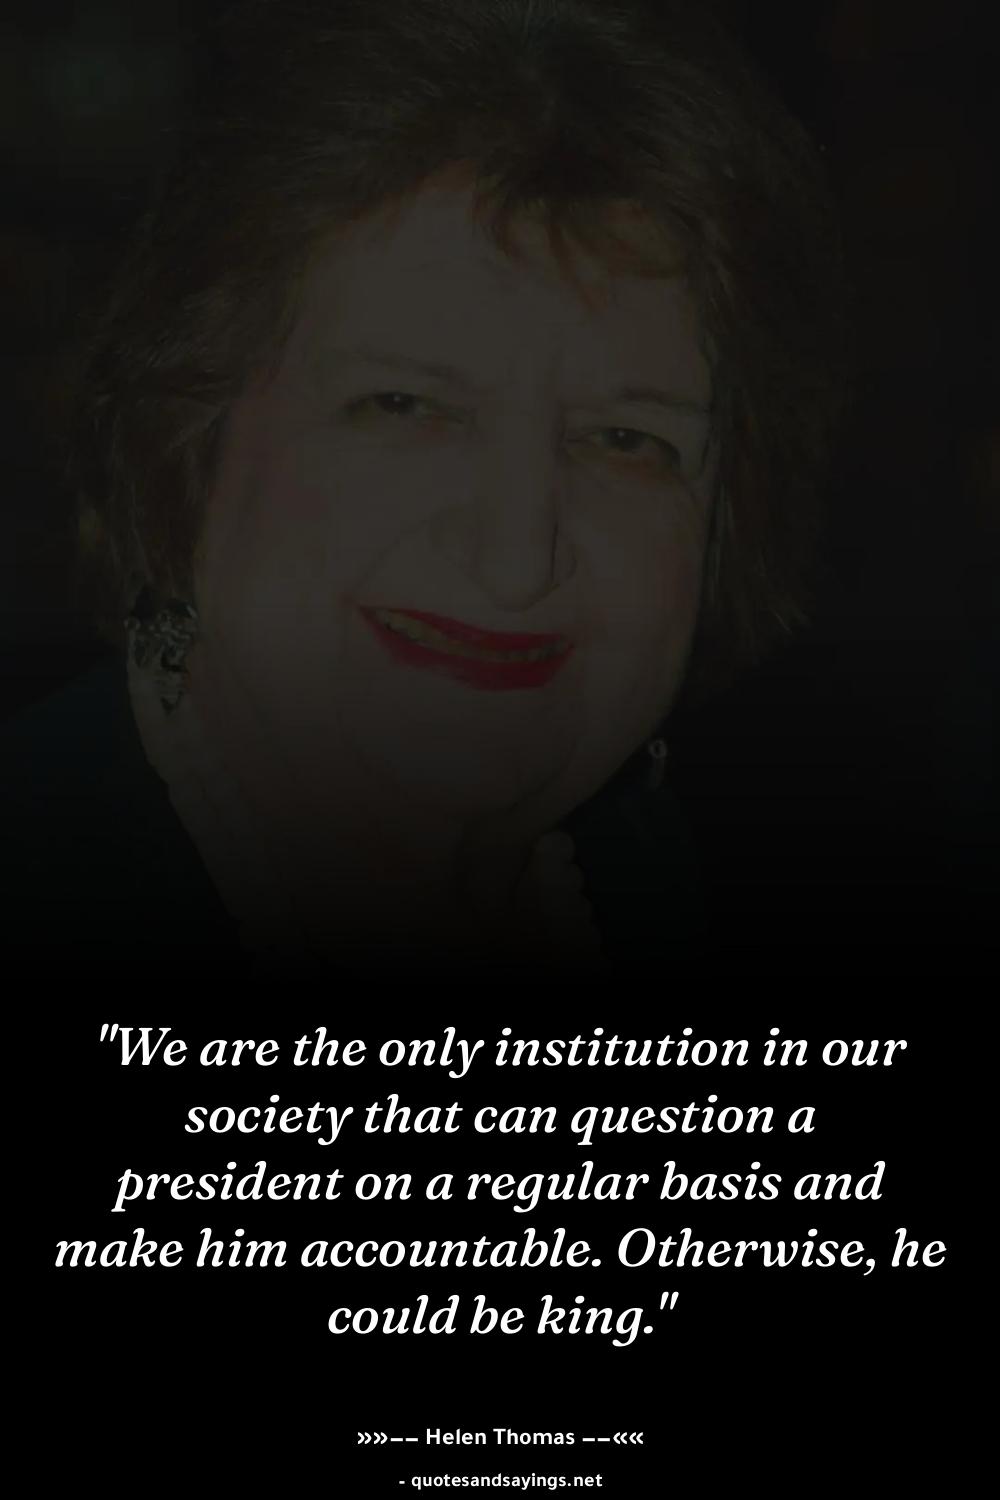 "We are the only institution in our
society that can question a
president on a regular basis and
make him accountable. Otherwise, he
could be king."
»»–– Helen Thomas ––««
- quotesandsayings.net